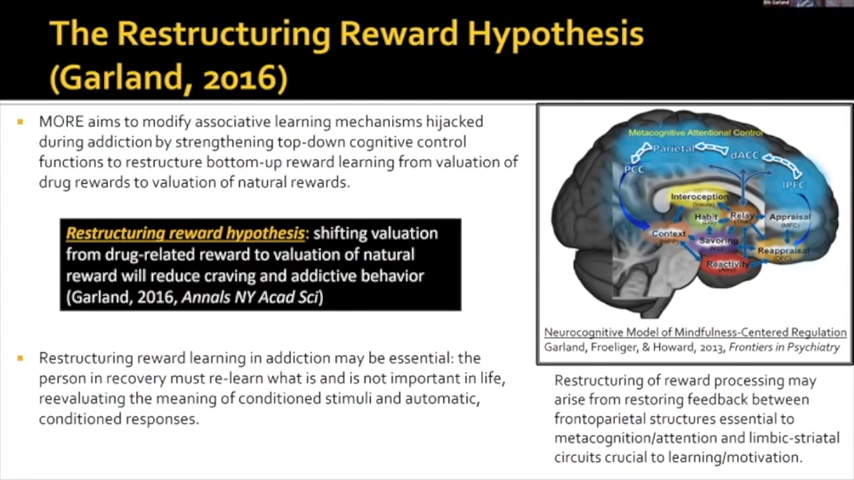 The Restructuring Reward Hypothesis
(Garland, 2016)
MORE aims to modify associative learning mechanisms hijacked
during addiction by strengthening top-down cognitive control
functions to restructure bottom-up reward learning from valuation of
drug rewards to valuation of natural rewards.
Restructuring reward hypothesis: shifting valuation
from drug-related reward to valuation of natural
reward will reduce craving and addictive behavior
(Garland, 2016, Annals NY Acad Sci)
Restructuring reward learning in addiction may be essential: the
person in recovery must re-learn what is and is not important in life,
reevaluating the meaning of conditioned stimuli and automatic,
conditioned responses.
Metacognitive Attentional Control
Parietal
dACC
PCC
lPFC
Interoception
(Insula)
Habit
Relay
Appraisal
(MFC)
Context
Savoring
Reappraisal
Reactivity
Neurocognitive Model of Mindfulness-Centered Regulation
Garland, Froeliger, & Howard, 2013, Frontiers in Psychiatry
Restructuring of reward processing may
arise from restoring feedback between
frontoparietal structures essential to
metacognition/attention and limbic-striatal
circuits crucial to learning/motivation.